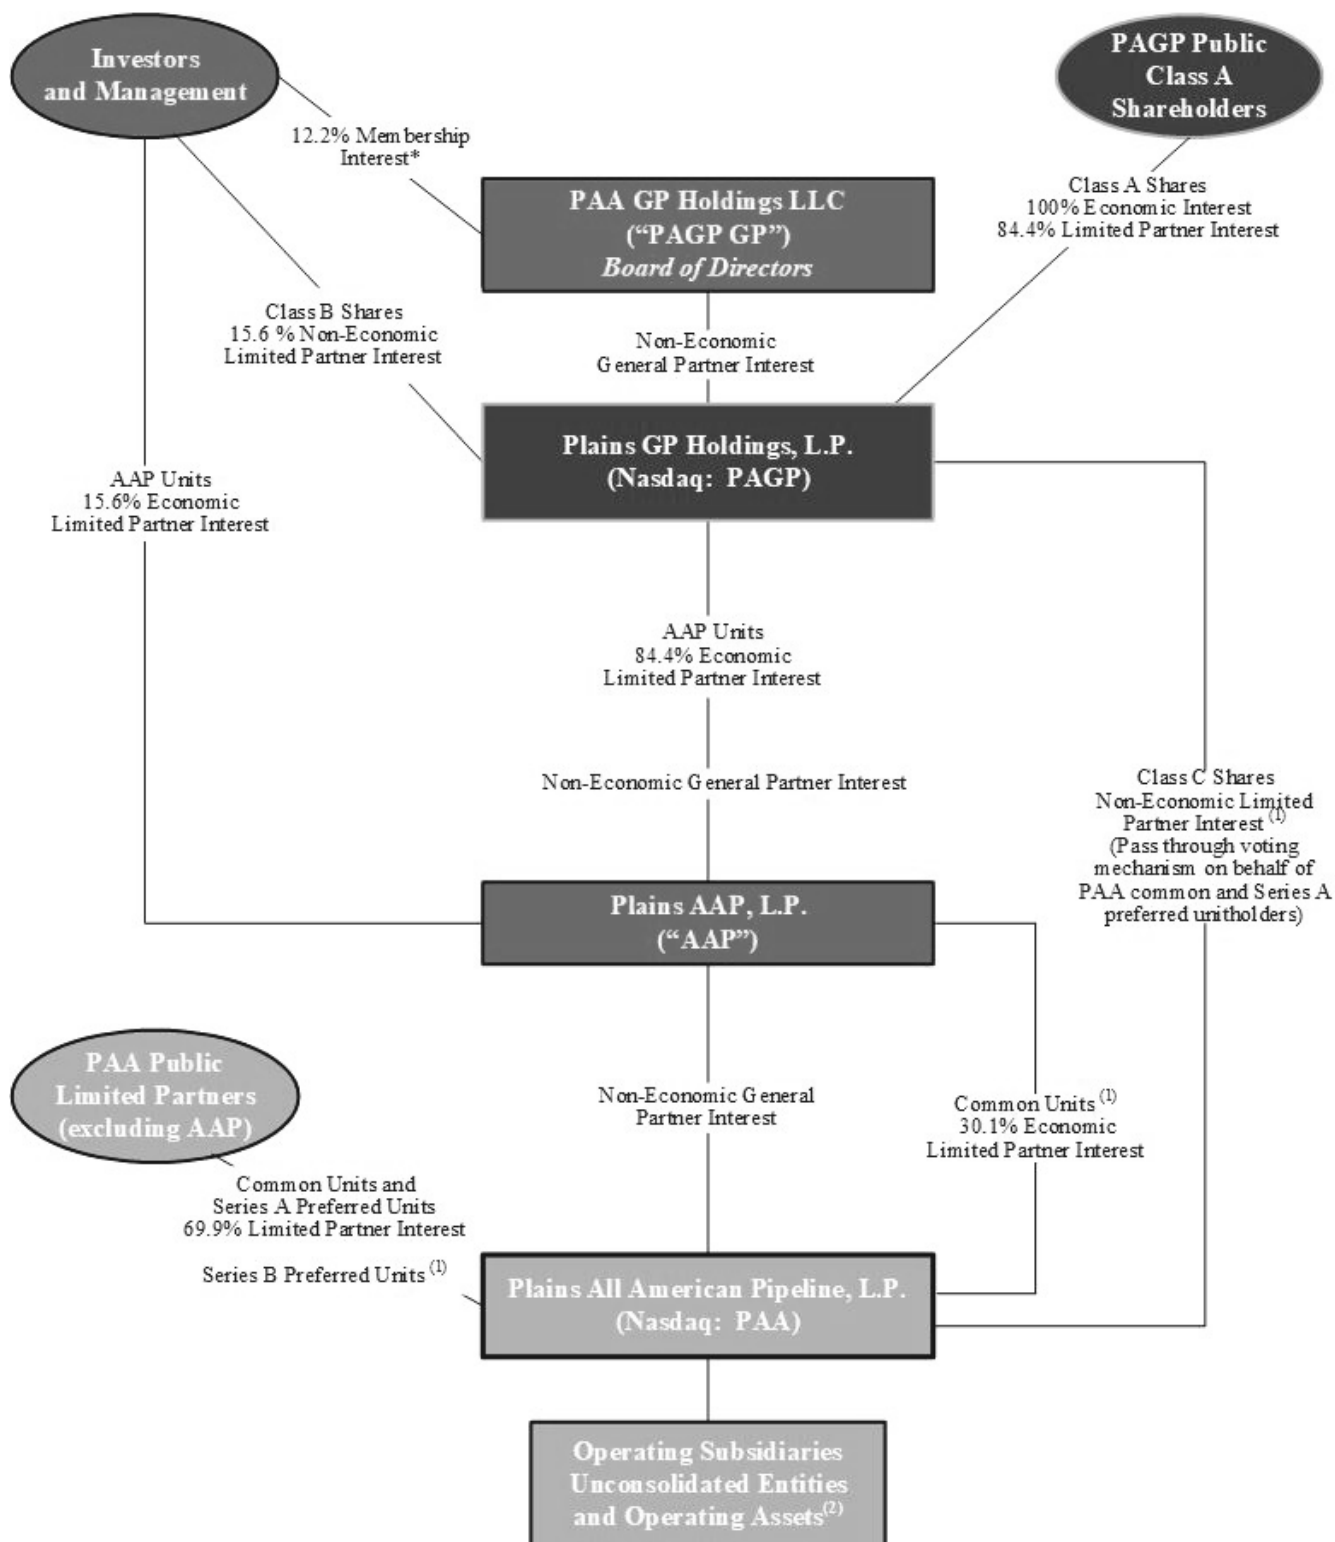 Investors
and Management
PAGP Public
Class A
Shareholders
12.2% Membership
Interest*
PAA GP Holdings LLC
(“PAGP GP”)
Board of Directors
Class A Shares
100% Economic Interest
84.4% Limited Partner Interest
Class B Shares
15.6 % Non-Economic
Limited Partner Interest
Non-Economic
General Partner Interest
Plains GP Holdings, L.P.
(Nasdaq: PAGP)
AAP Units
15.6% Economic
Limited Partner Interest
AAP Units
84.4% Economic
Limited Partner Interest
Non-Economic General Partner Interest
Class C Shares
Non-Economic Limited
Partner Interest (1)
(Pass through voting
mechanism on behalf of
PAA common and Series A
preferred unitholders)
Plains AAP, L.P.
(“AAP”)
PAA Public
Limited Partners
(excluding AAP)
Non-Economic General
Partner Interest
Common Units (1)
30.1% Economic
Limited Partner Interest
Common Units and
Series A Preferred Units
69.9% Limited Partner Interest
Series B Preferred Units (1)
Plains All American Pipeline, L.P.
(Nasdaq: PAA)
Operating Subsidiaries
Unconsolidated Entities
and Operating Assets(2)